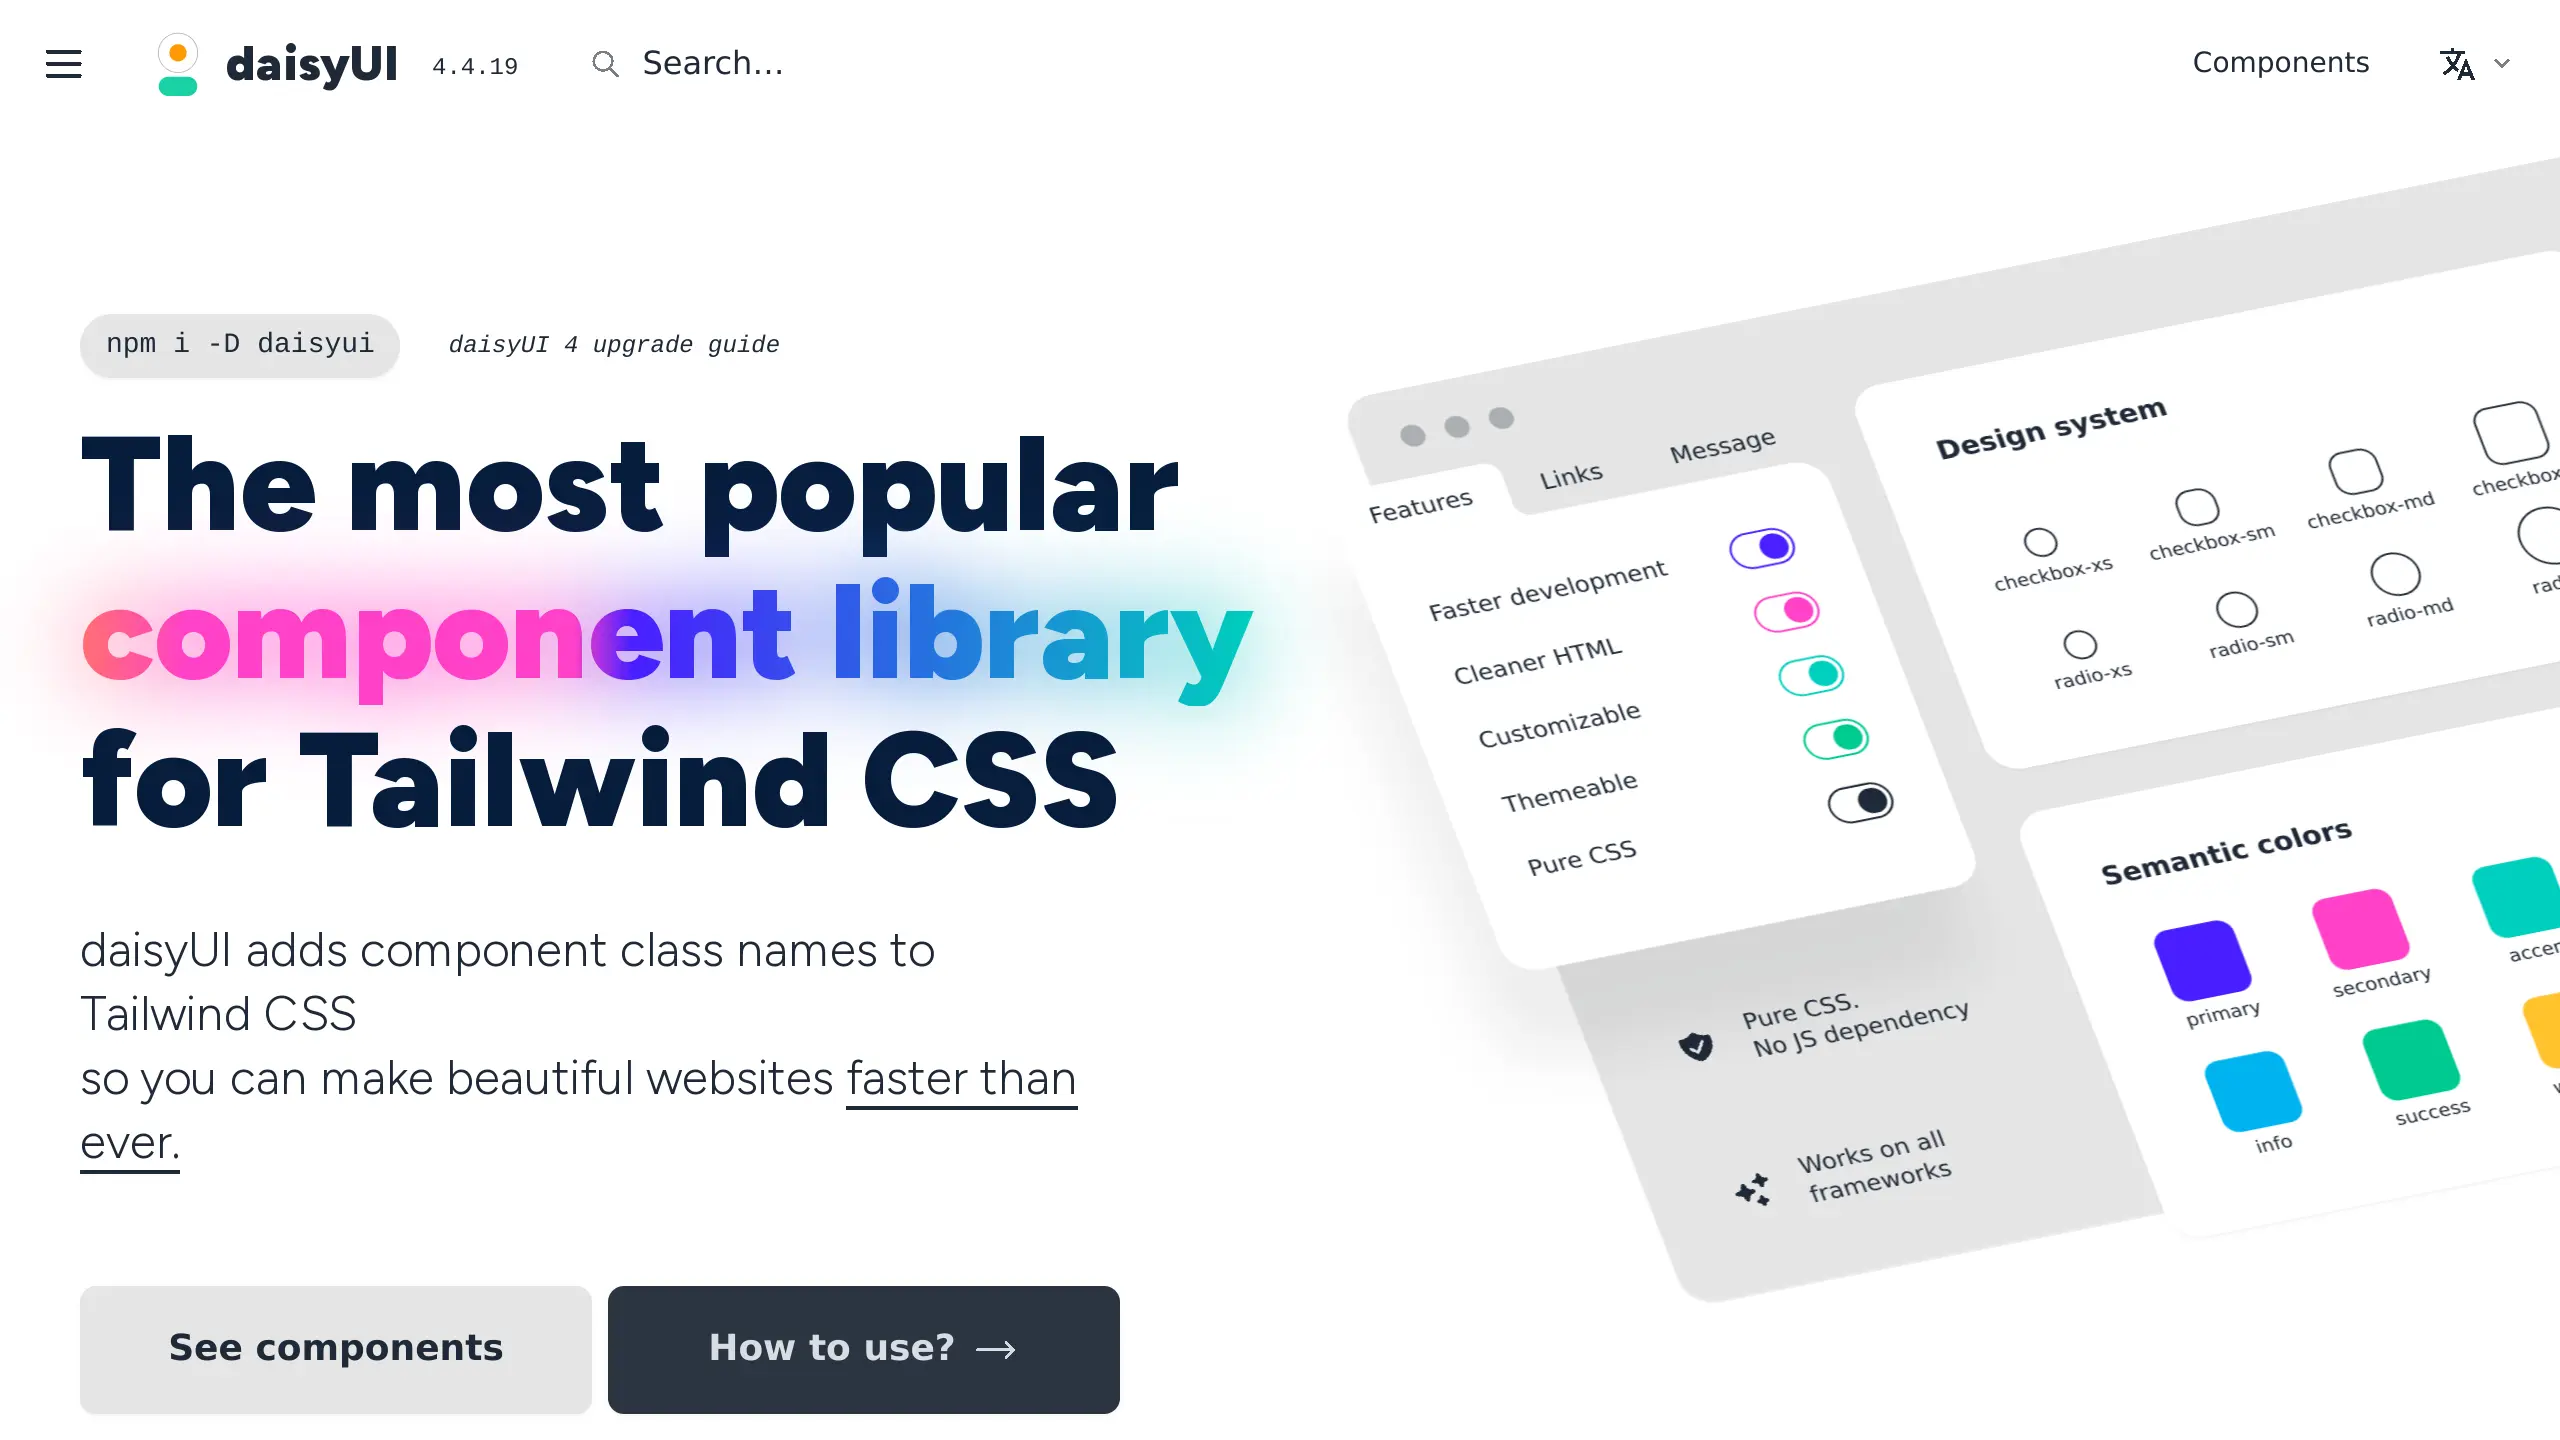 daisyUI 4.4.19
Search…
Components
npm i -D daisyui
daisyUI 4 upgrade guide
The most popular
component library
for Tailwind CSS
daisyUI adds component class names to
Tailwind CSS
so you can make beautiful websites faster than
ever.
See components
How to use?
Features
Links
Message
Faster development
Cleaner HTML
Customizable
Themeable
Pure CSS
Pure CSS.
No JS dependency
Works on all
frameworks
Design system
checkbox-xs
checkbox-sm
checkbox-md
checkbox
radio-xs
radio-sm
radio-md
Semantic colors
primary
secondary
info
success